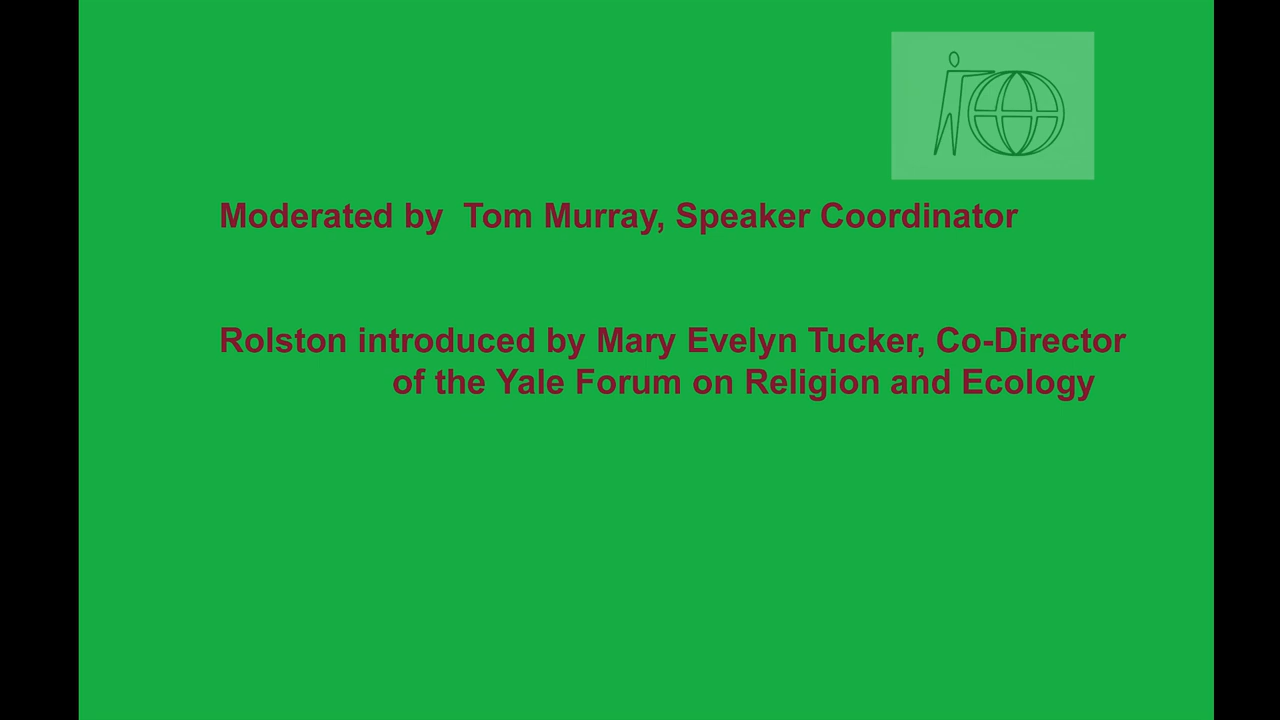 Moderated by  Tom Murray, Speaker Coordinator
Rolston introduced by Mary Evelyn Tucker, Co-Director
of the Yale Forum on Religion and Ecology